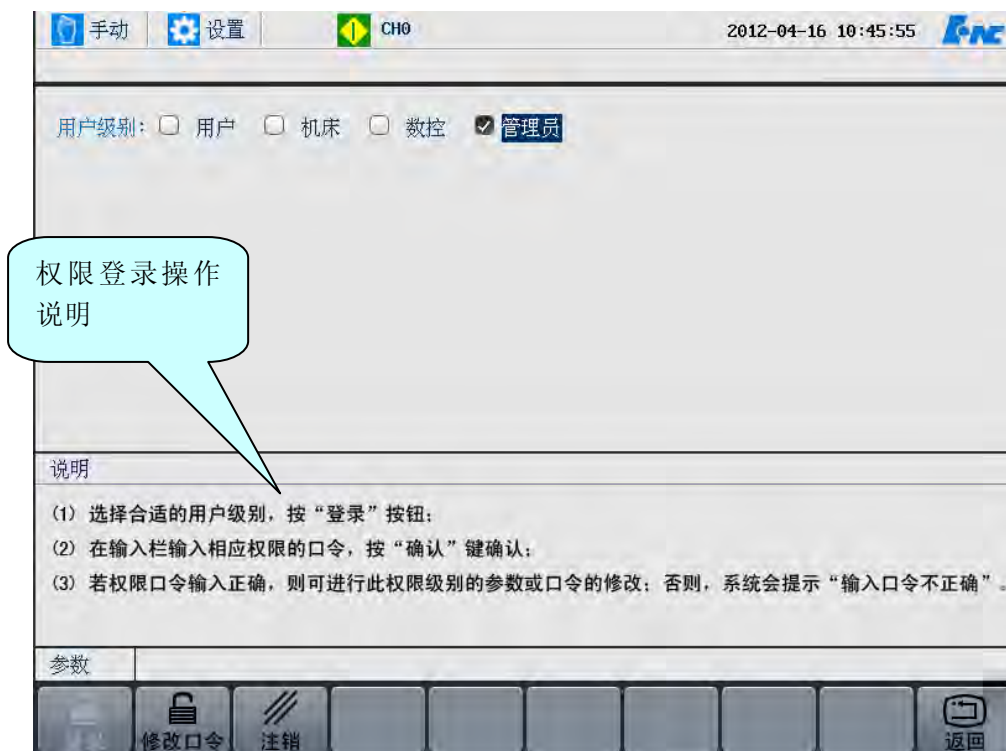 手动 设置 CH0 2012-04-16 10:45:55
用户级别: 用户 机床 数控 管理员
权限登录操作
说明
说明
(1) 选择合适的用户级别，按“登录”按钮；
(2) 在输入栏输入相应权限的口令，按“确认”键确认；
(3) 若权限口令输入正确，则可进行此权限级别的参数或口令的修改；否则，系统会提示“输入口令不正确”。
参数
修改口令 注销 返回